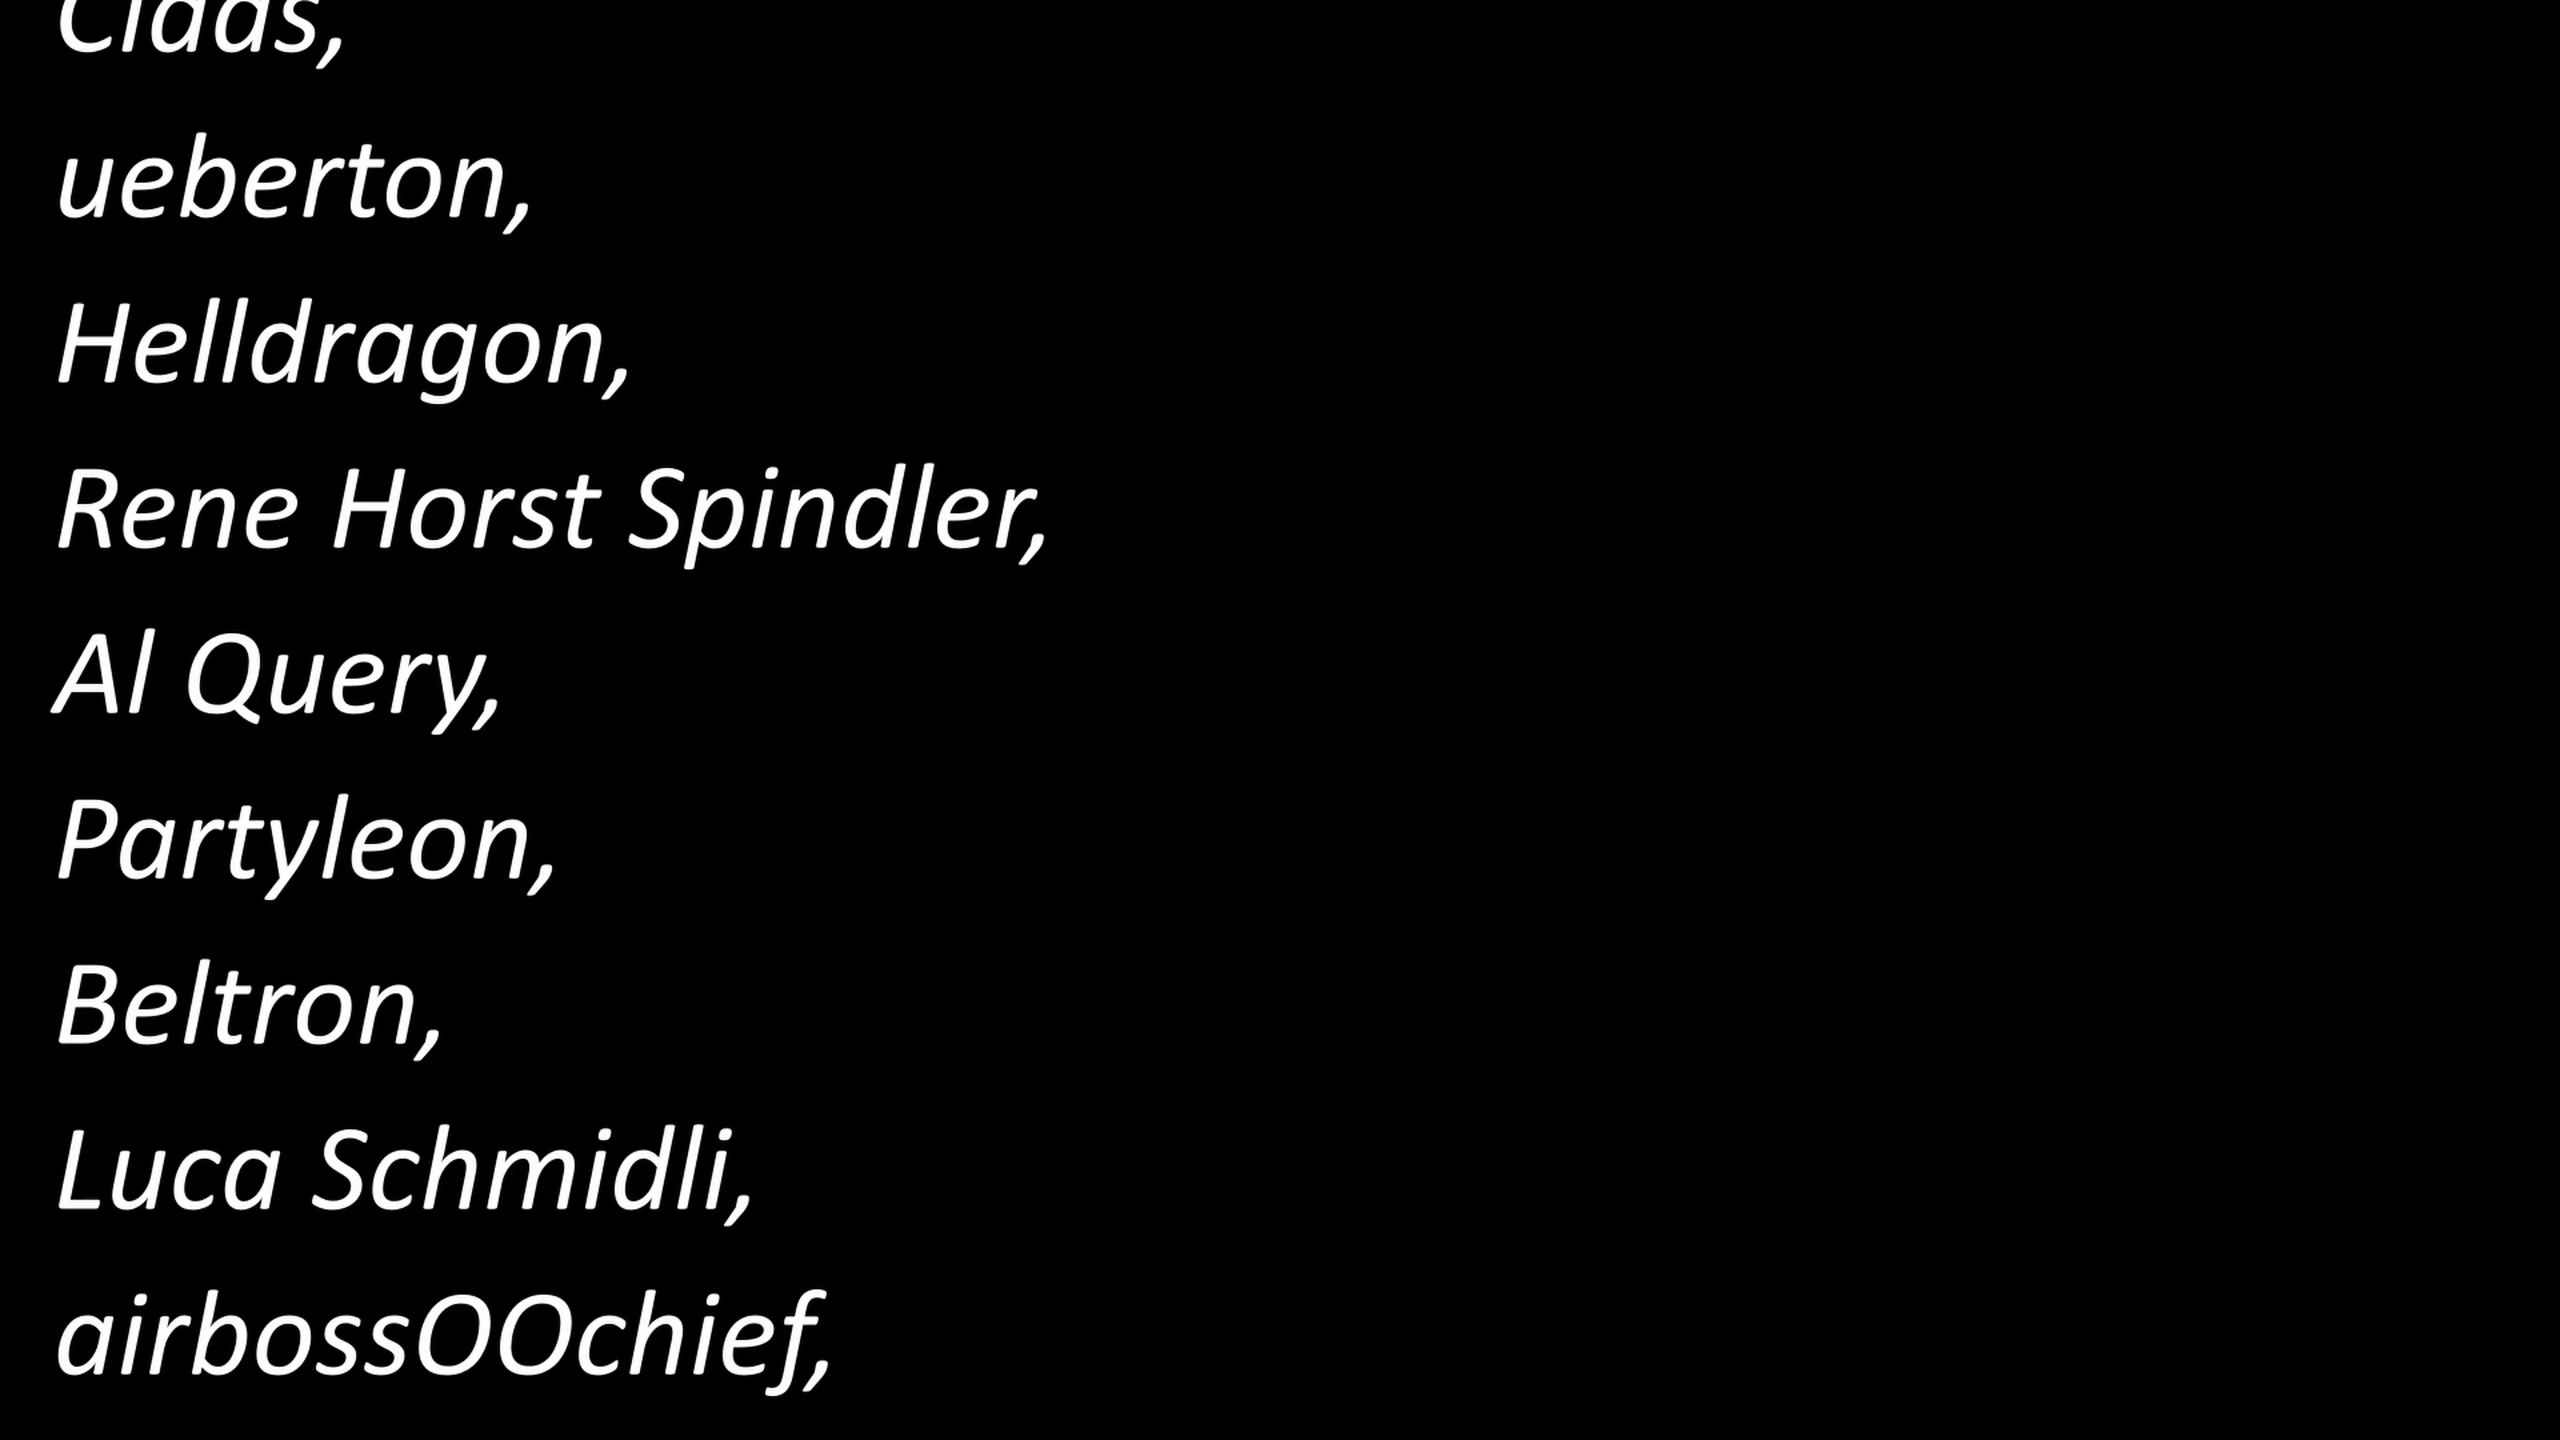 Claas,
ueberton,
Helldragon,
Rene Horst Spindler,
Al Query,
Partyleon,
Beltron,
Luca Schmidli,
airbossOOchief,